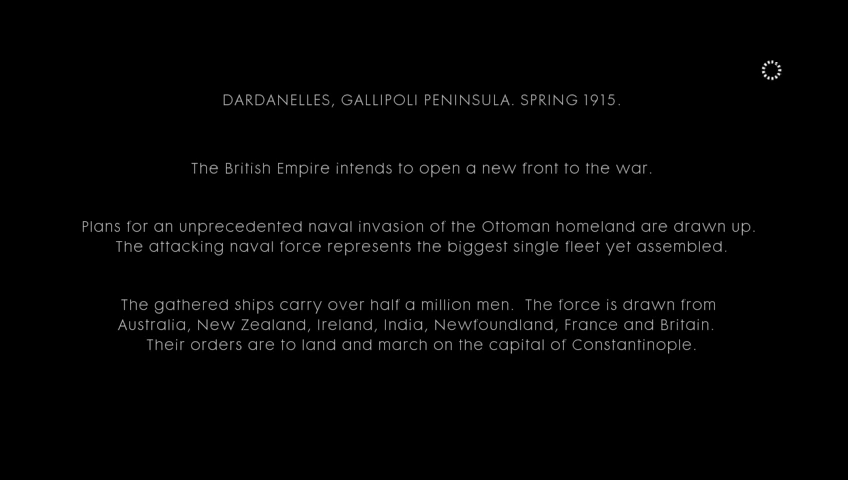 DARDANELLES, GALLIPOLI PENINSULA. SPRING 1915.
The British Empire intends to open a new front to the war.
Plans for an unprecedented naval invasion of the Ottoman homeland are drawn up.
The attacking naval force represents the biggest single fleet yet assembled.
The gathered ships carry over half a million men. The force is drawn from
Australia, New Zealand, Ireland, India, Newfoundland, France and Britain.
Their orders are to land and march on the capital of Constantinople.